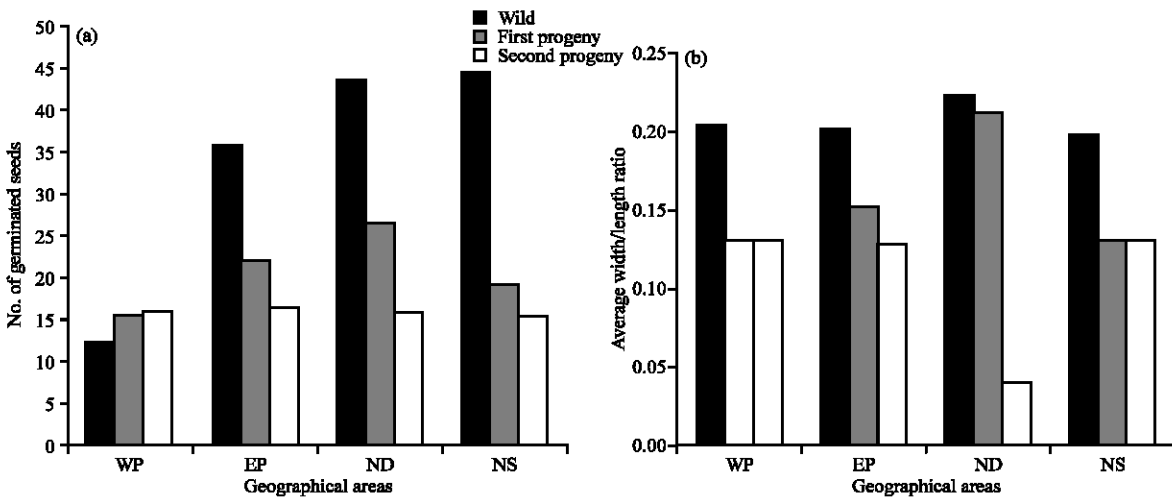 (a)
50
45
40
35
30
25
20
15
10
5
0
No. of germinated seeds
WP EP ND NS
Geographical areas
Wild
First progeny
Second progeny
(b)
0.25
0.20
0.15
0.10
0.05
0.00
Average width/length ratio
WP EP ND NS
Geographical areas